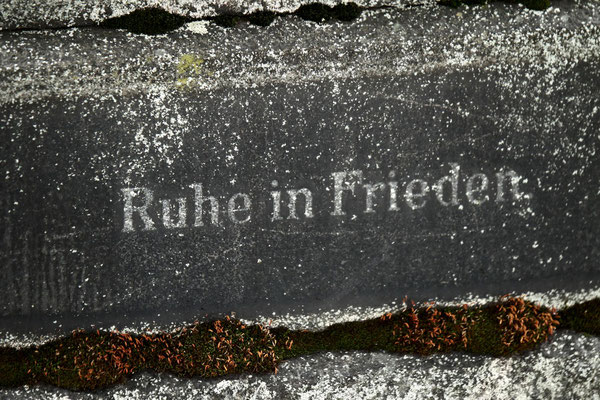 Ruhe in Frieden.